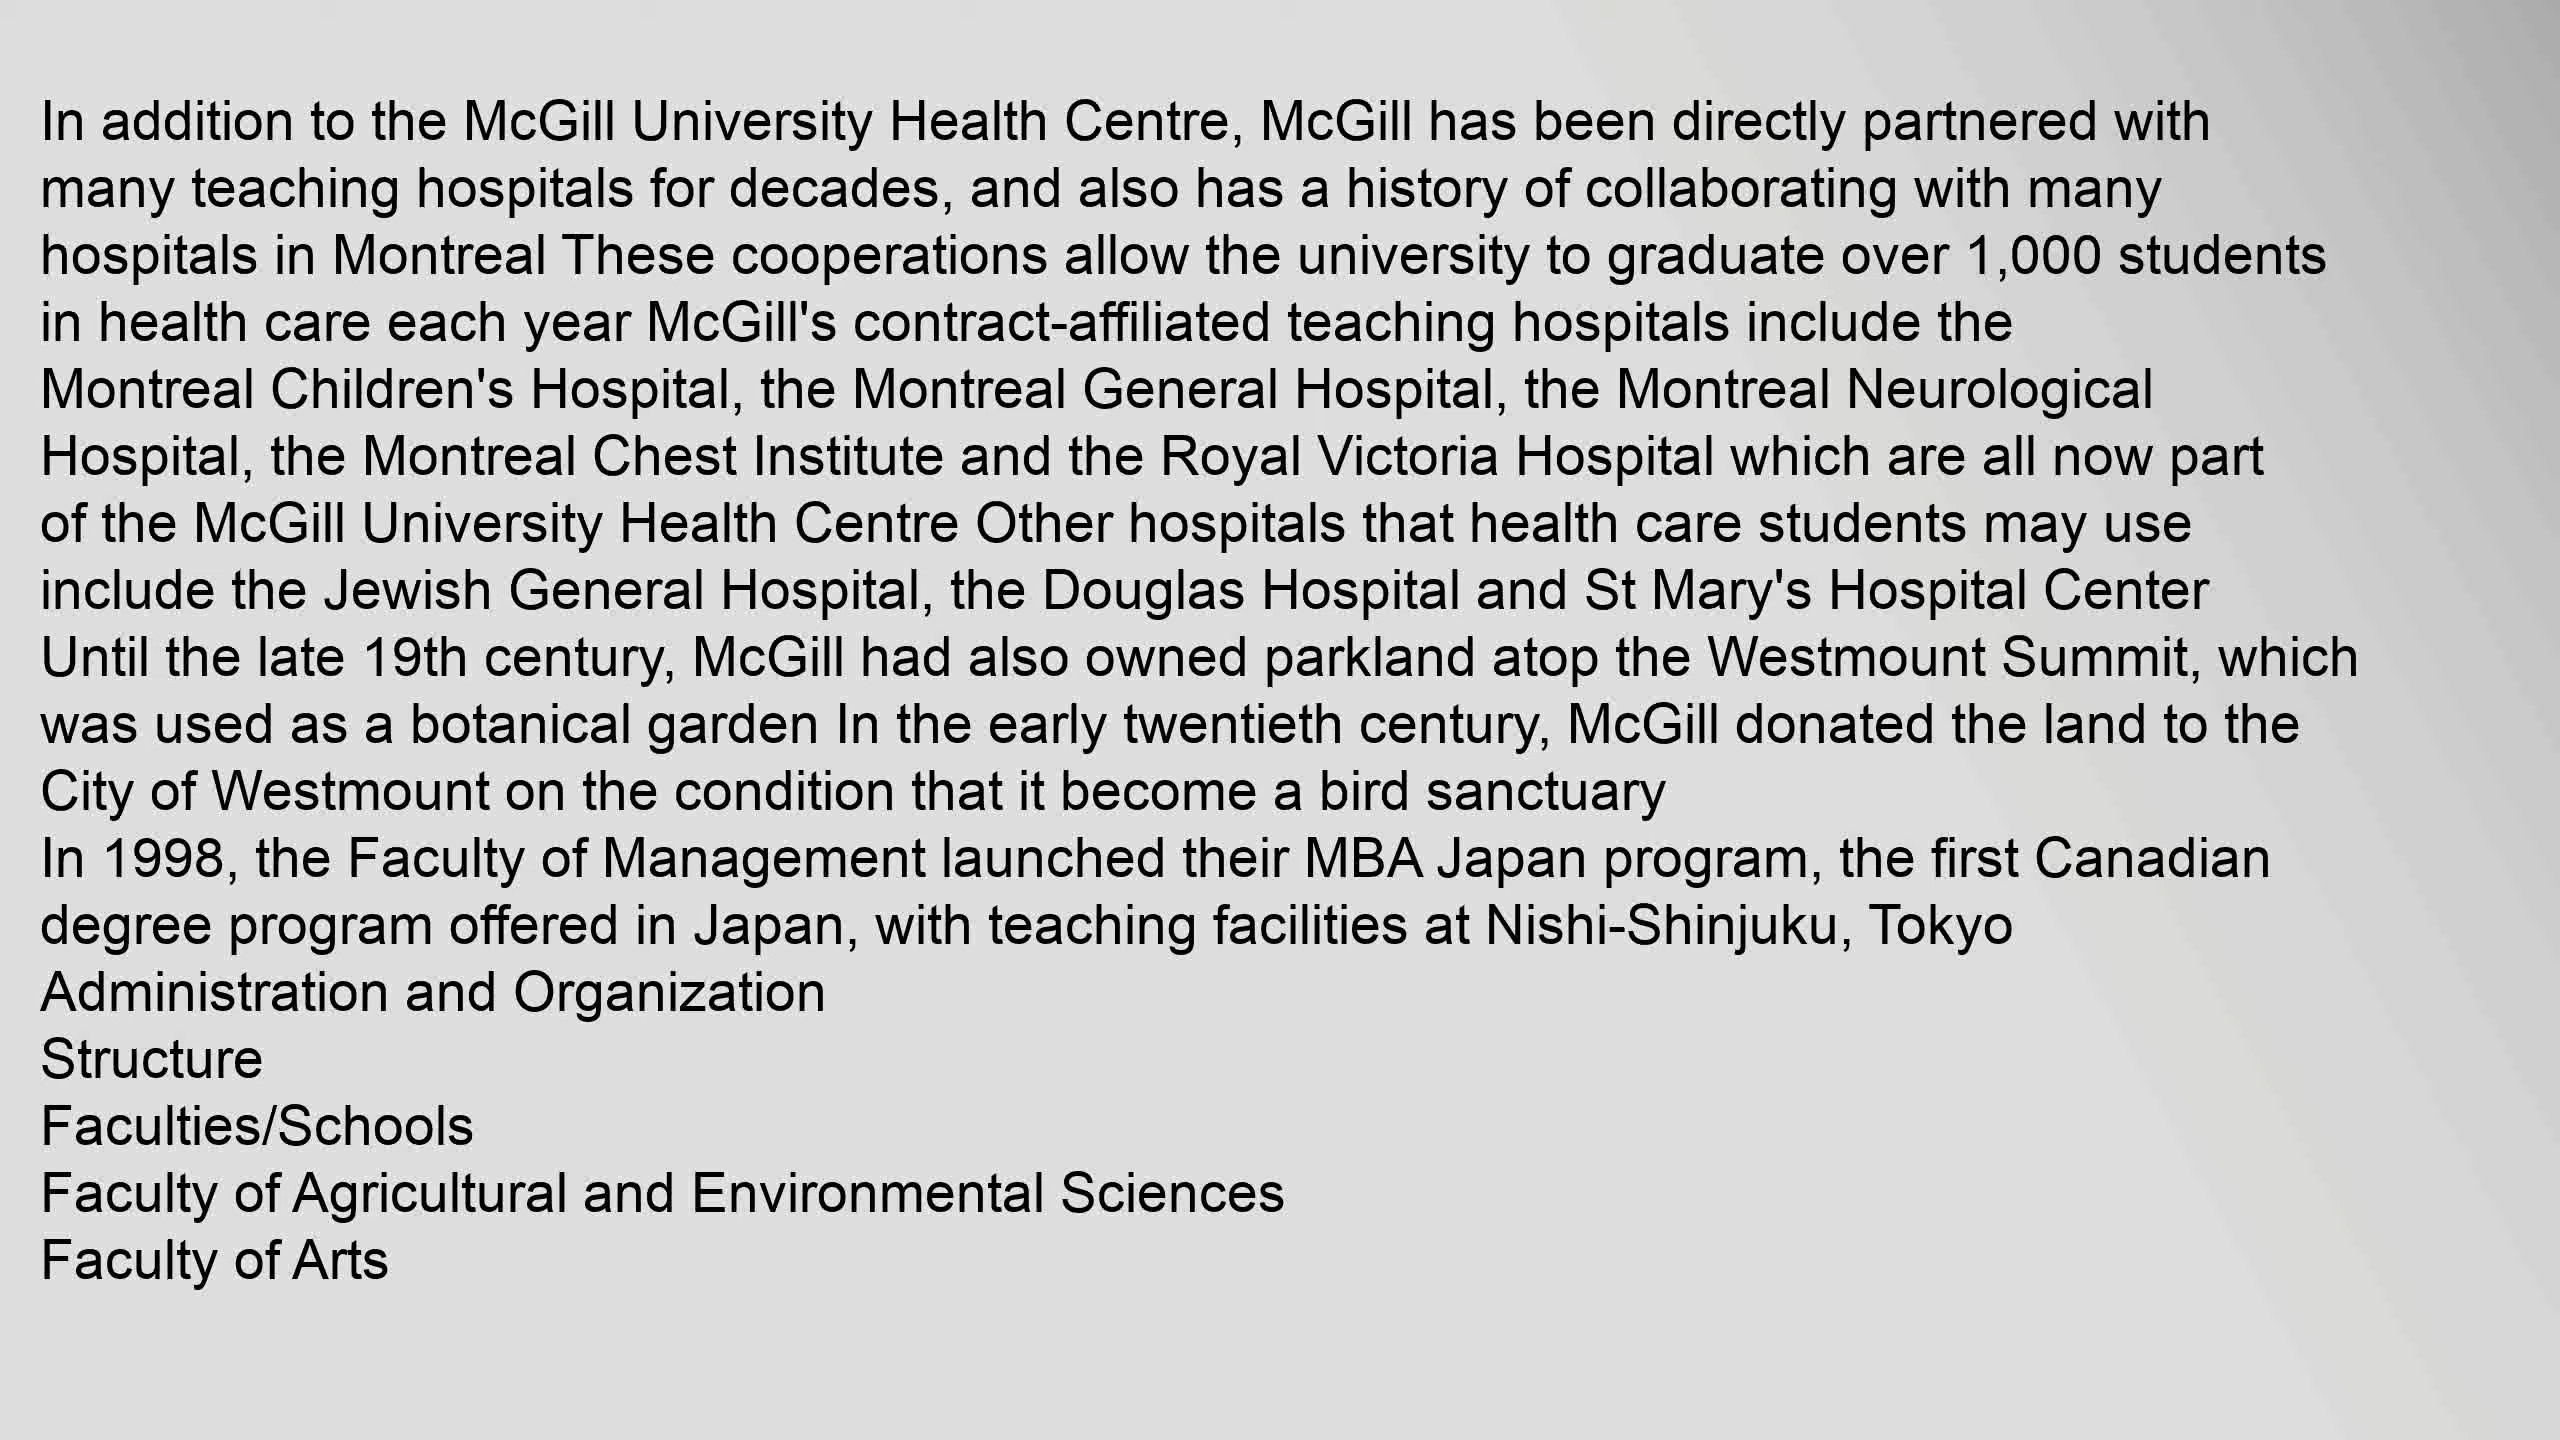 In addition to the McGill University Health Centre, McGill has been directly partnered with
many teaching hospitals for decades, and also has a history of collaborating with many
hospitals in Montreal These cooperations allow the university to graduate over 1,000 students
in health care each year McGill's contract-affiliated teaching hospitals include the
Montreal Children's Hospital, the Montreal General Hospital, the Montreal Neurological
Hospital, the Montreal Chest Institute and the Royal Victoria Hospital which are all now part
of the McGill University Health Centre Other hospitals that health care students may use
include the Jewish General Hospital, the Douglas Hospital and St Mary's Hospital Center
Until the late 19th century, McGill had also owned parkland atop the Westmount Summit, which
was used as a botanical garden In the early twentieth century, McGill donated the land to the
City of Westmount on the condition that it become a bird sanctuary
In 1998, the Faculty of Management launched their MBA Japan program, the first Canadian
degree program offered in Japan, with teaching facilities at Nishi-Shinjuku, Tokyo
Administration and Organization
Structure
Faculties/Schools
Faculty of Agricultural and Environmental Sciences
Faculty of Arts